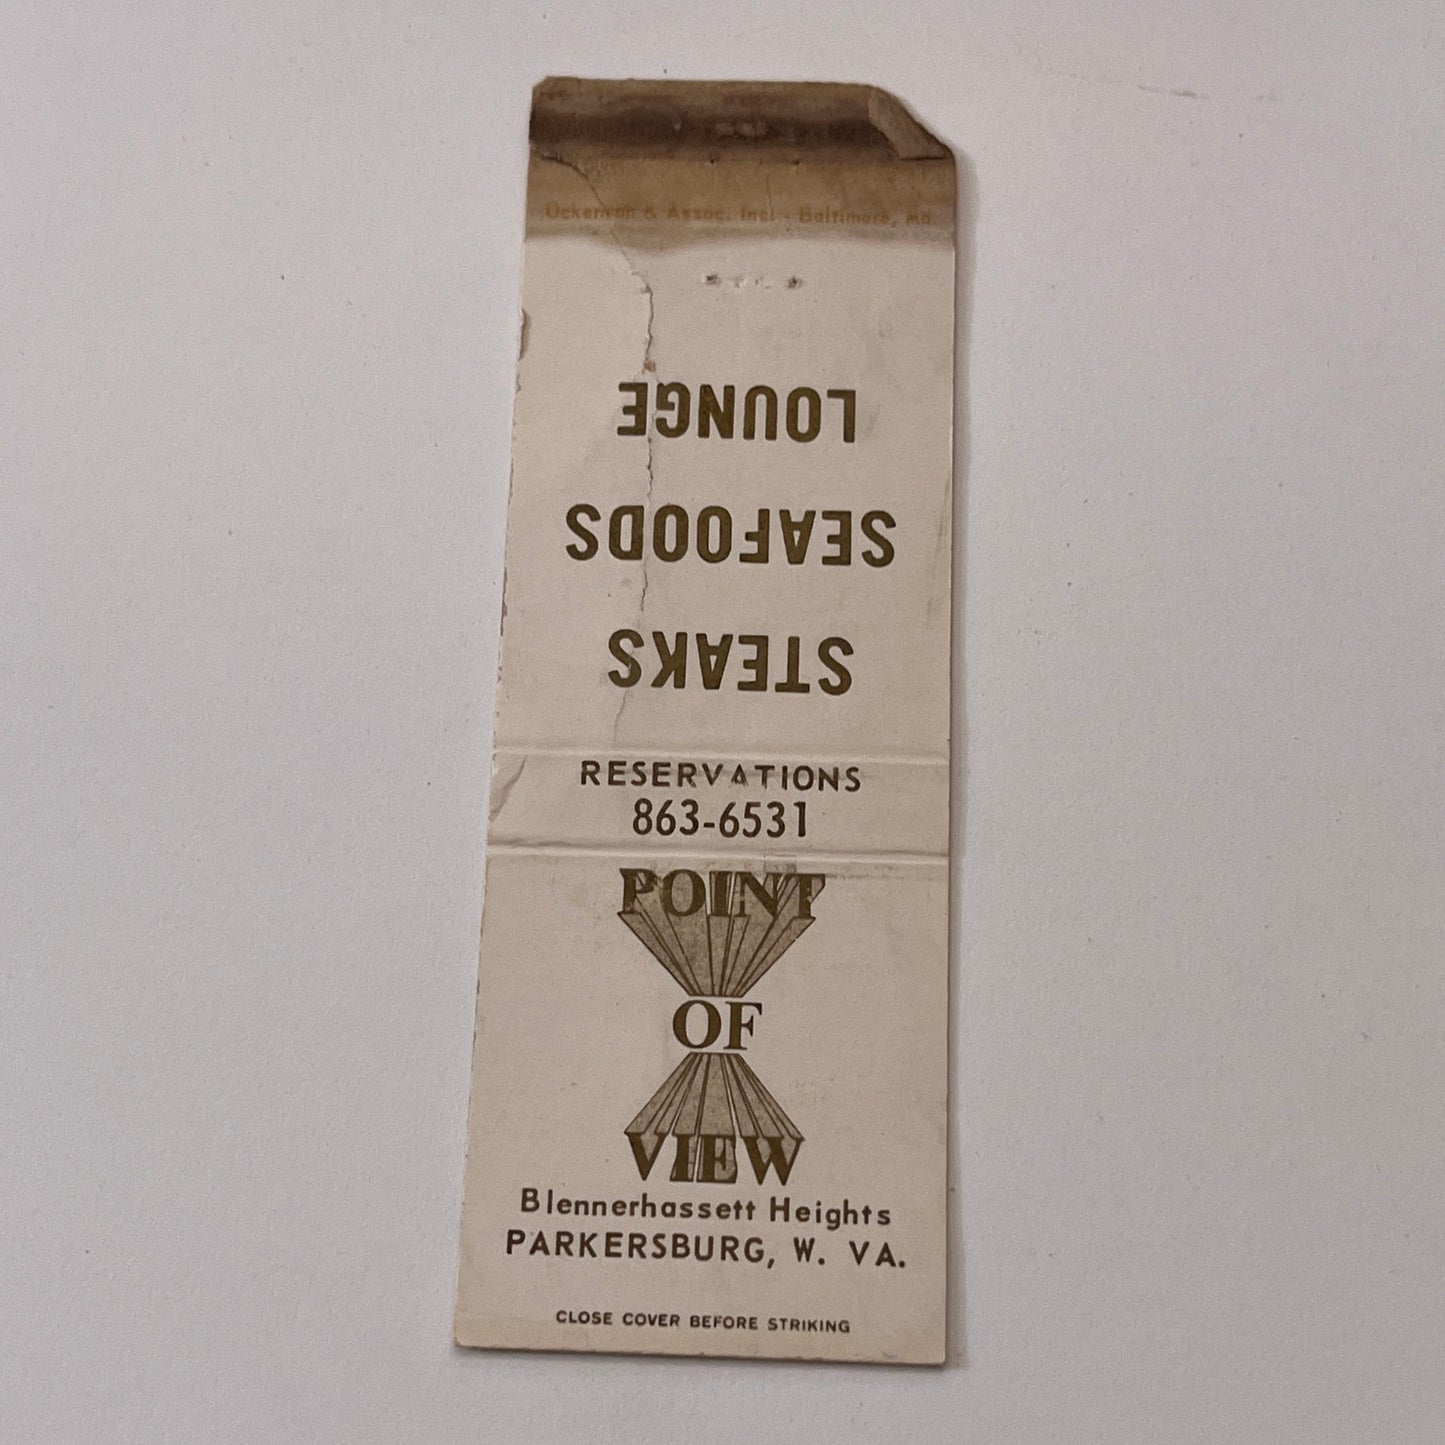 Ockerman & Assoc. Inc. - Baltimore, Md.
LOUNGE
SEAFOODS
STEAKS
RESERVATIONS
863-6531
POINT
OF
VIEW
Blennerhassett Heights
PARKERSBURG, W. VA.
CLOSE COVER BEFORE STRIKING